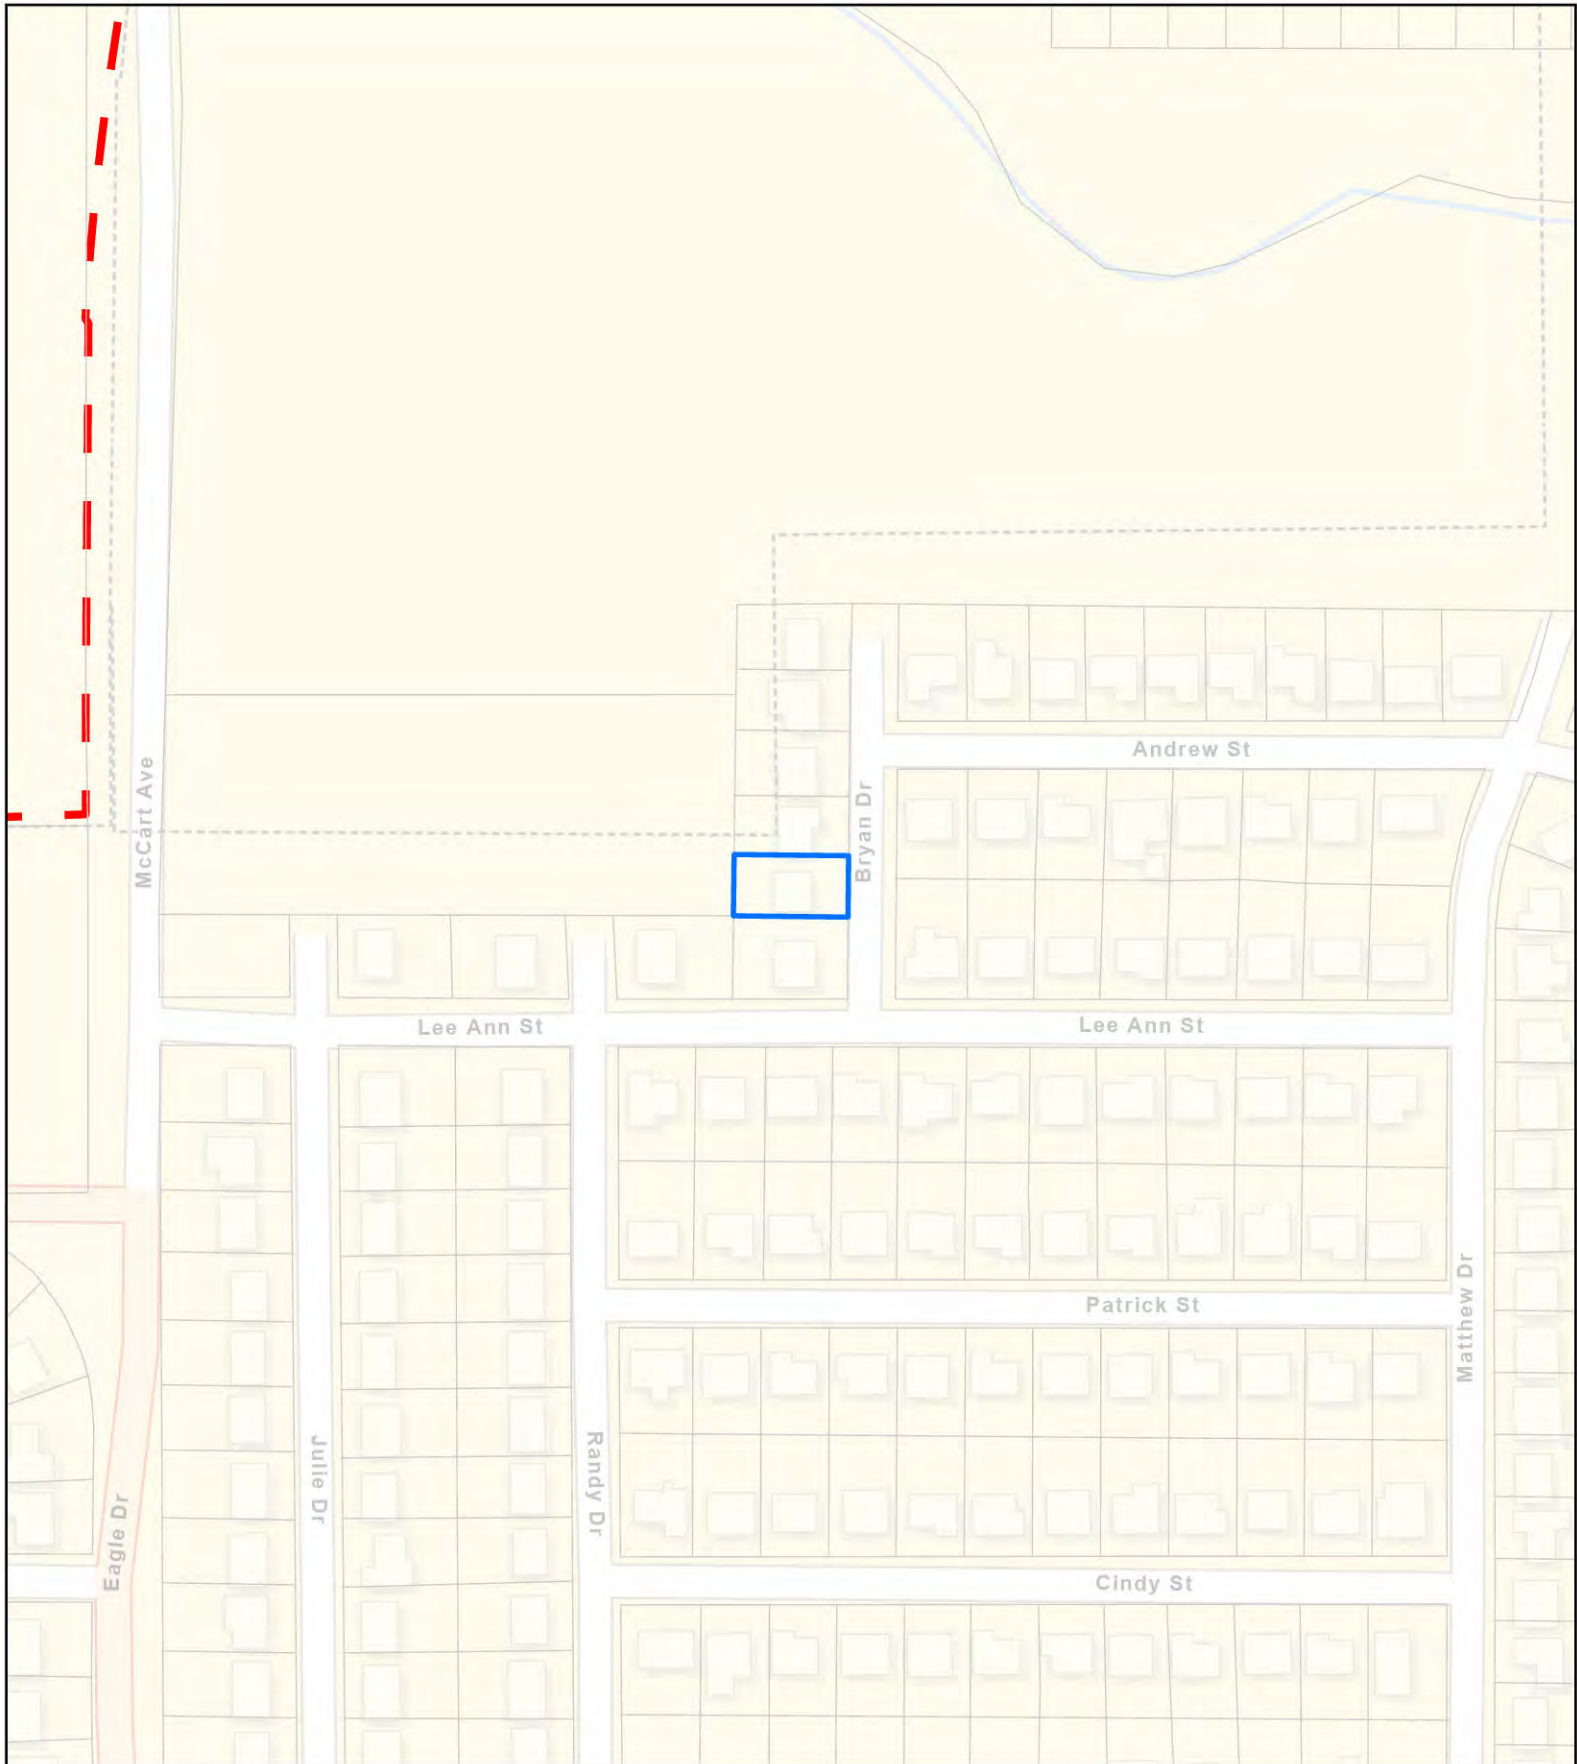 Andrew St
McCart Ave
Bryan Dr
Lee Ann St
Lee Ann St
Patrick St
Matthew Dr
Julie Dr
Randy Dr
Eagle Dr
Cindy St